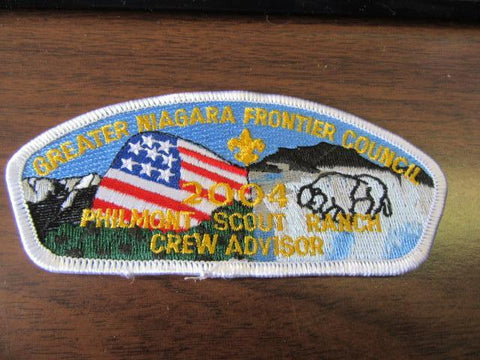 GREATER NIAGARA FRONTIER COUNCIL
2004
PHILMONT SCOUT RANCH
CREW ADVISOR